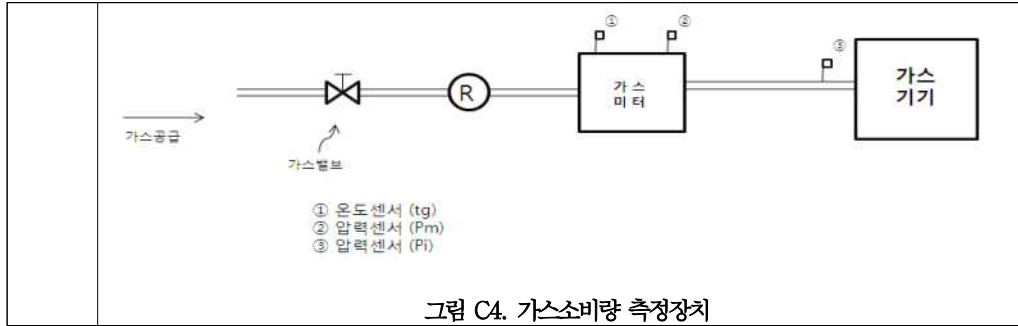 ① ②
③
R
가 스
미 터
가스
기기
가스공급
가스밸브
① 온도센서 (tg)
② 압력센서 (Pm)
③ 압력센서 (Pi)
그림 C4. 가스소비량 측정장치